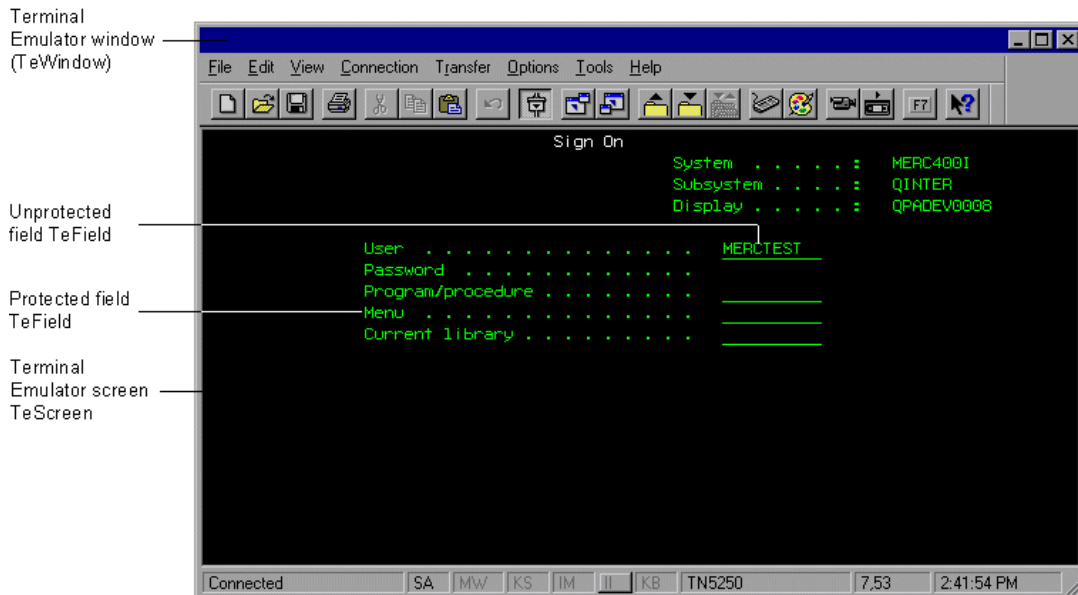 Terminal
Emulator window
(TeWindow)
File Edit View Connection Transfer Options Tools Help
F7
Sign On
System . . . . . : MERC400I
Subsystem . . . . : QINTER
Display . . . . . : QPADEV0008
Unprotected
field TeField
User . . . . . . . . . . . . . . MERCTEST
Password . . . . . . . . . . . .
Protected field
TeField
Program/procedure . . . . . . . .
Menu . . . . . . . . . . . . . .
Current library . . . . . . . . .
Terminal
Emulator screen
TeScreen
Connected SA MW KS IM II KB TN5250 7,53 2:41:54 PM